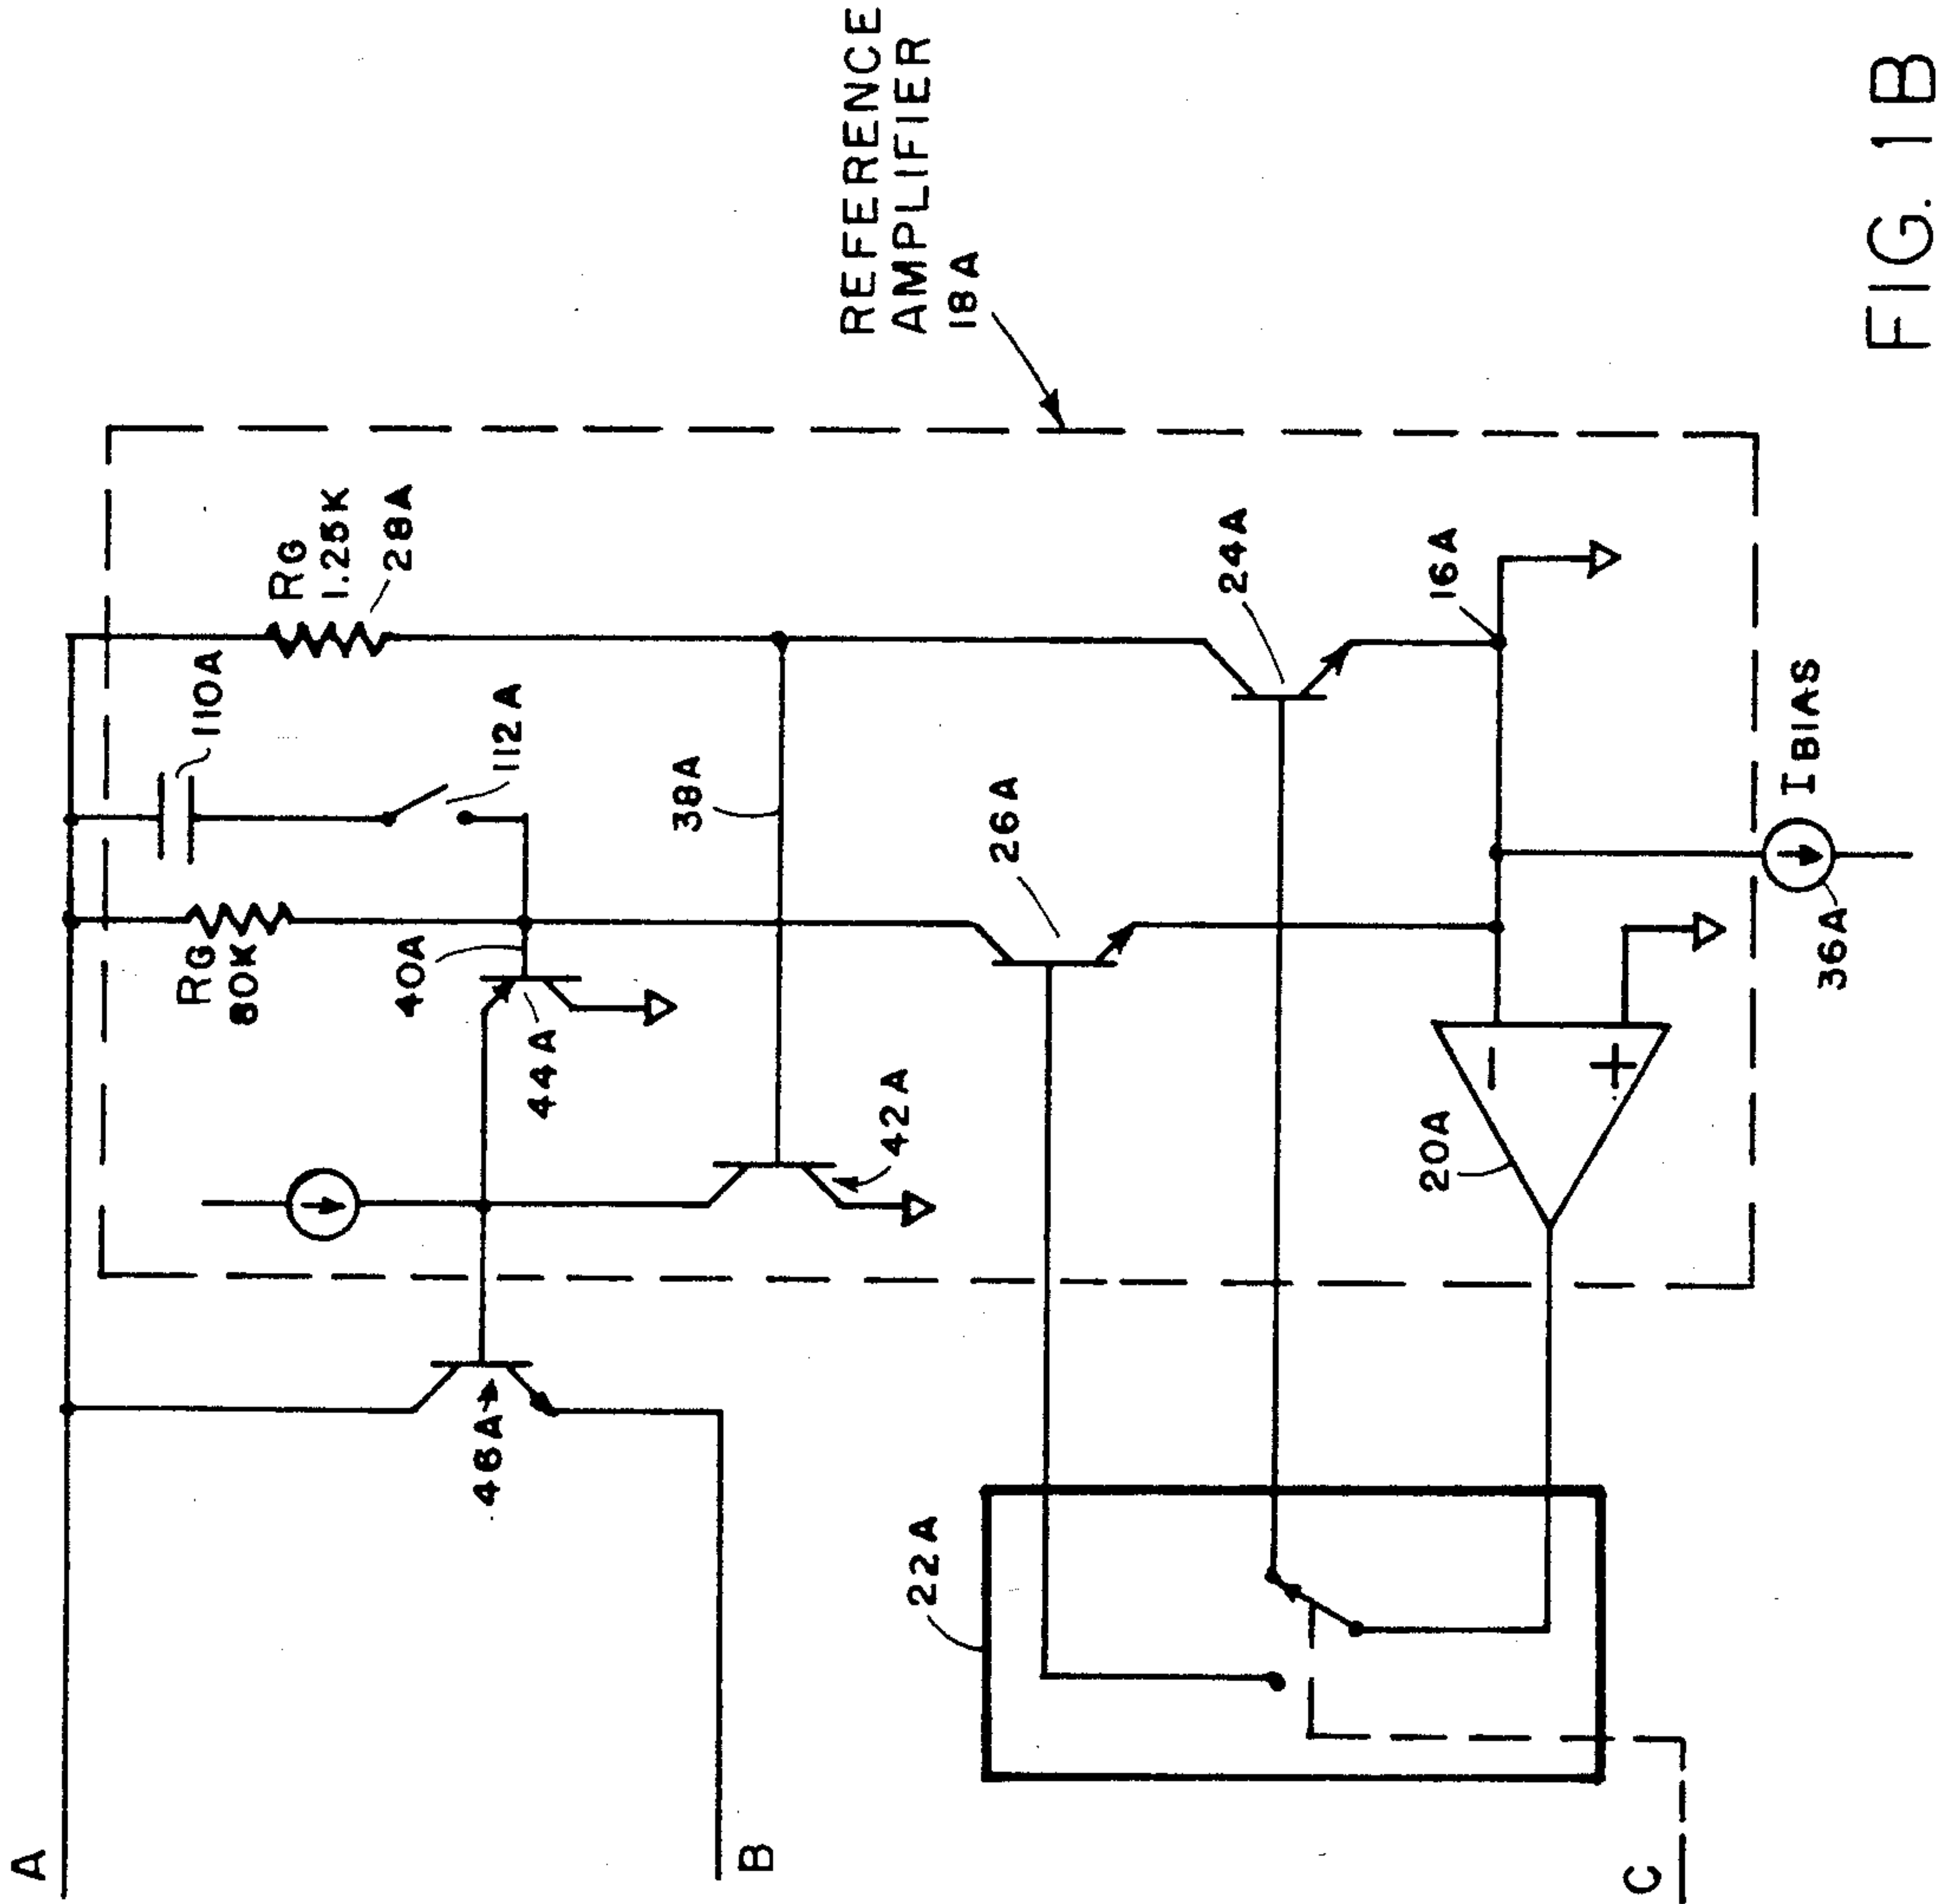 A
RG
80K
110A
RG
1.25K
28A
40A
46A
112A
44A
38A
B
REFERENCE
AMPLIFIER
18A
42A
22A
26A
24A
20A
16A
−
+
C
I BIAS
36A
FIG. 1B